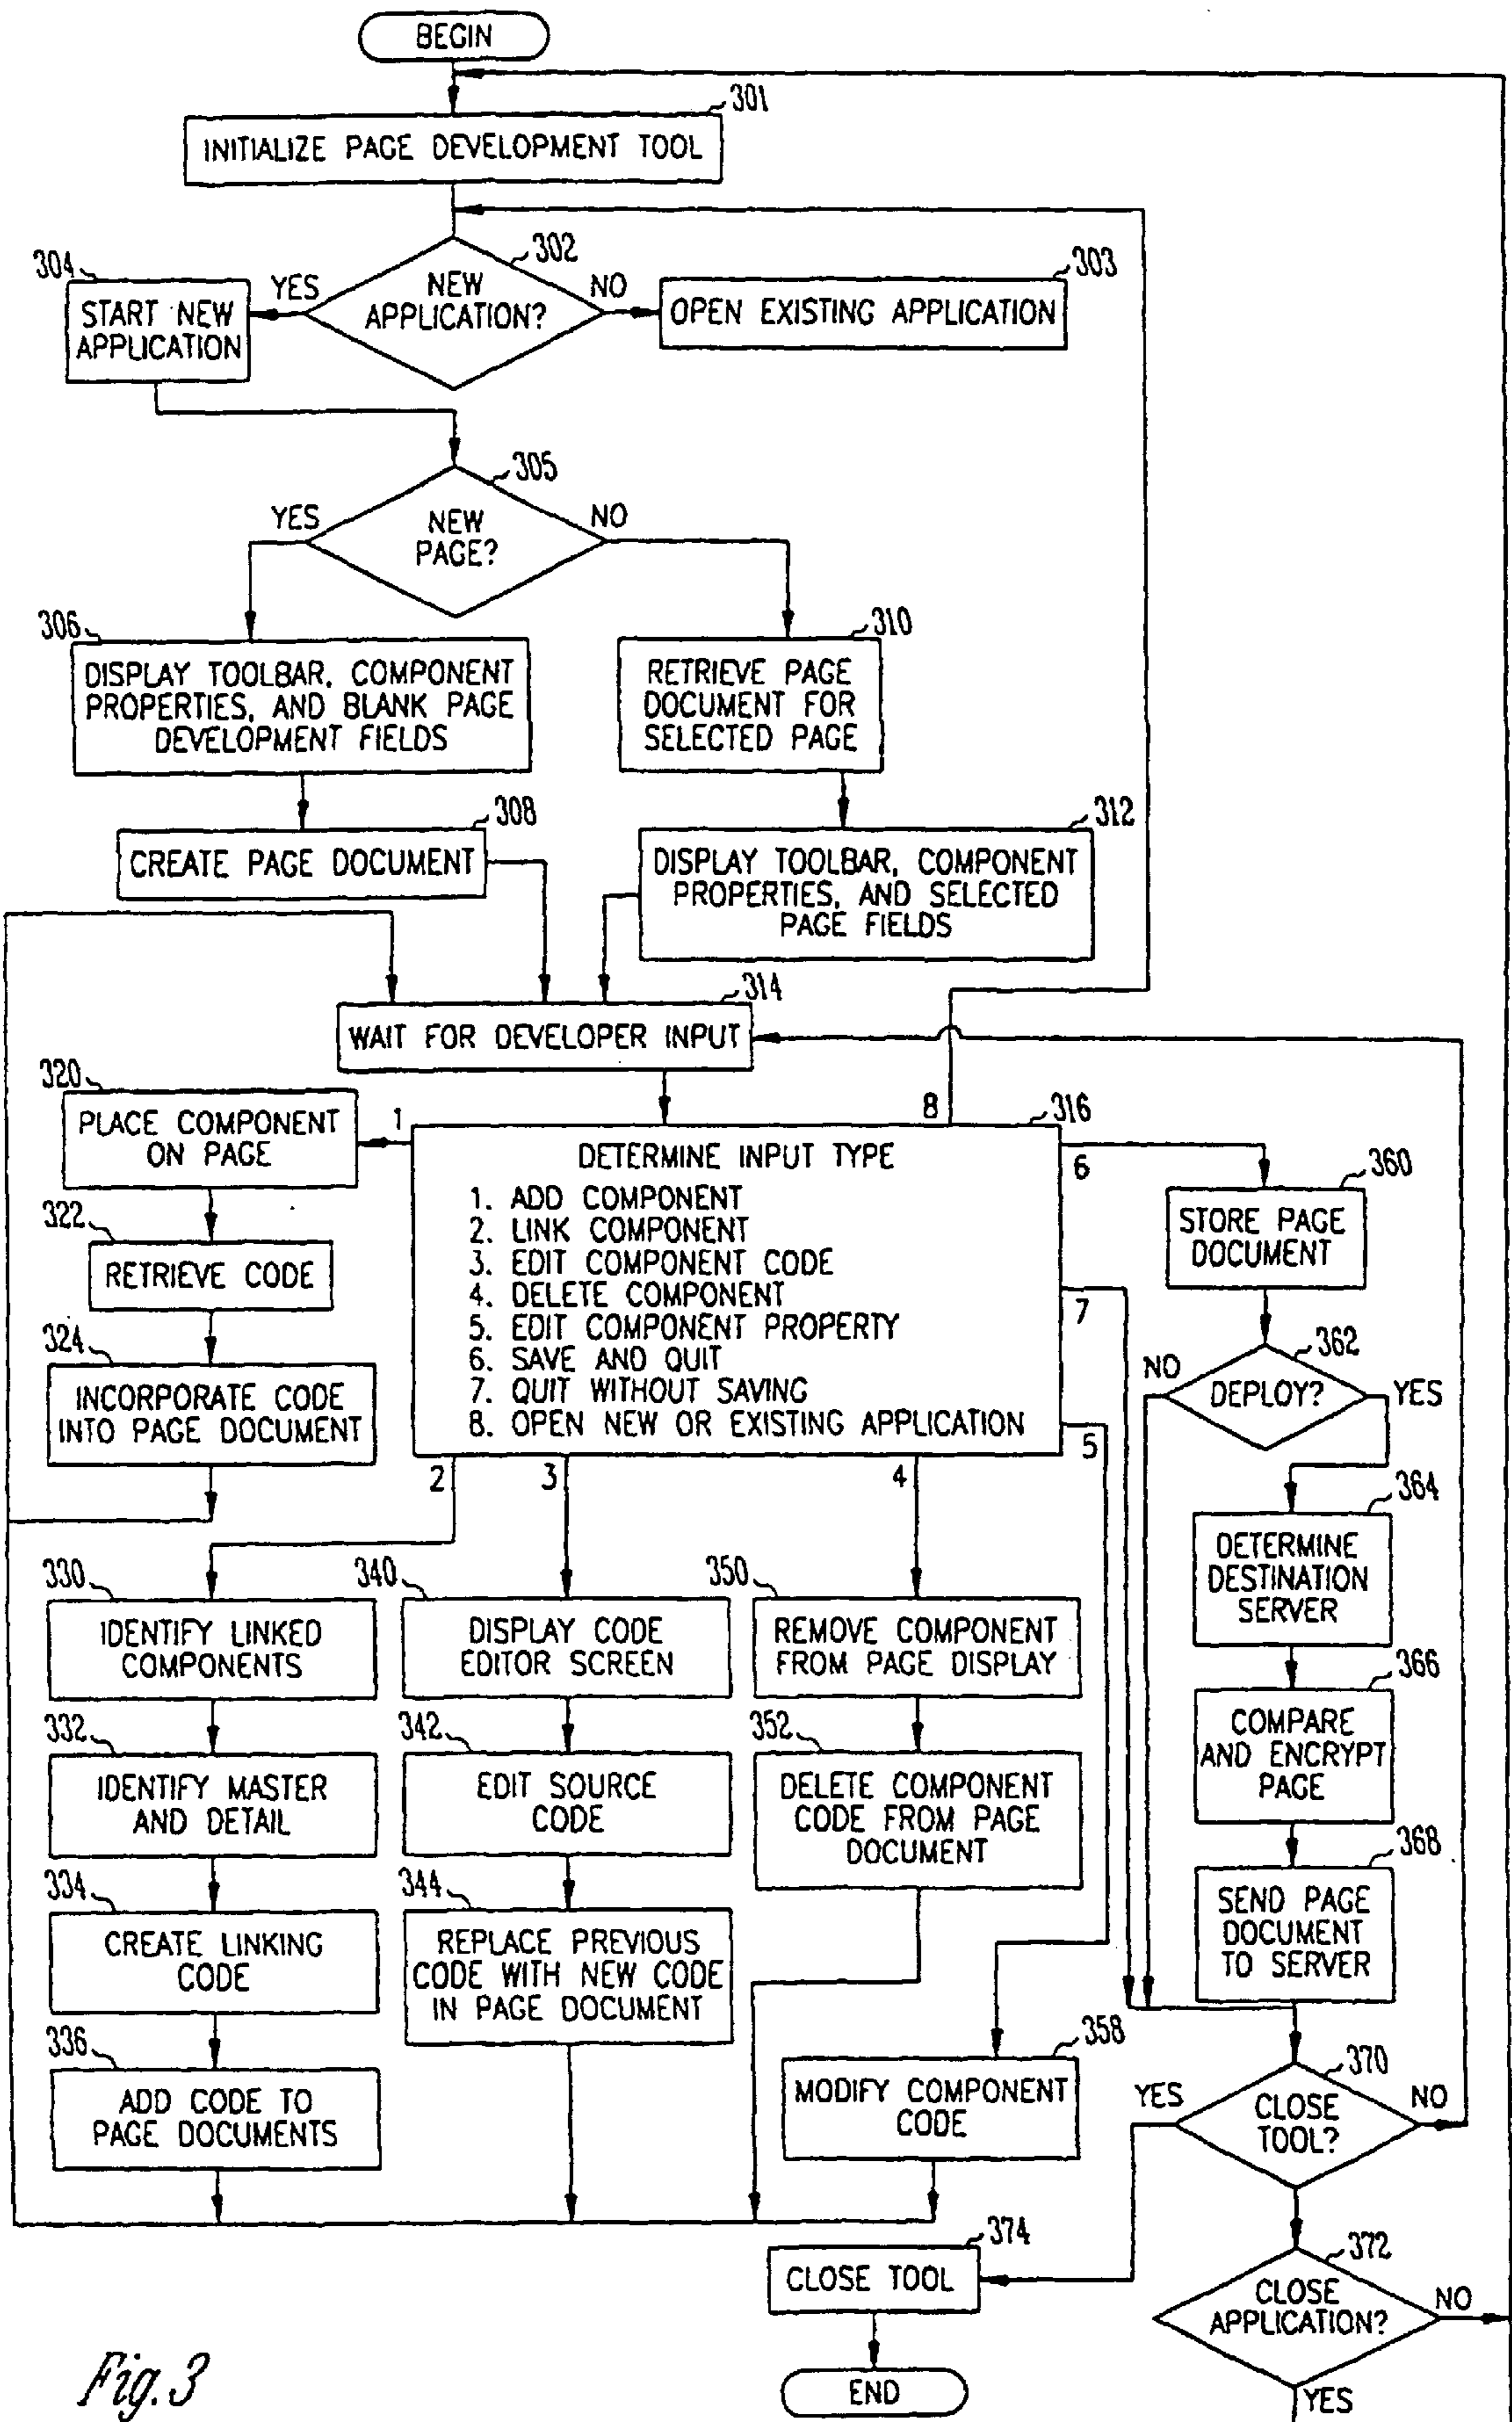 BEGIN
301
INITIALIZE PAGE DEVELOPMENT TOOL
302
304
YES
NEW
APPLICATION?
NO
303
START NEW
APPLICATION
OPEN EXISTING APPLICATION
305
YES
NEW
PAGE?
NO
306
DISPLAY TOOLBAR, COMPONENT
PROPERTIES, AND BLANK PAGE
DEVELOPMENT FIELDS
310
RETRIEVE PAGE
DOCUMENT FOR
SELECTED PAGE
308
CREATE PAGE DOCUMENT
312
DISPLAY TOOLBAR, COMPONENT
PROPERTIES, AND SELECTED
PAGE FIELDS
314
WAIT FOR DEVELOPER INPUT
320
PLACE COMPONENT
ON PAGE
1
8
316
DETERMINE INPUT TYPE
1. ADD COMPONENT
2. LINK COMPONENT
3. EDIT COMPONENT CODE
4. DELETE COMPONENT
5. EDIT COMPONENT PROPERTY
6. SAVE AND QUIT
7. QUIT WITHOUT SAVING
8. OPEN NEW OR EXISTING APPLICATION
6
7
5
2
3
4
322
RETRIEVE CODE
324
INCORPORATE CODE
INTO PAGE DOCUMENT
360
STORE PAGE
DOCUMENT
362
NO
DEPLOY?
YES
364
DETERMINE
DESTINATION
SERVER
366
COMPARE
AND ENCRYPT
PAGE
368
SEND PAGE
DOCUMENT
TO SERVER
330
IDENTIFY LINKED
COMPONENTS
332
IDENTIFY MASTER
AND DETAIL
334
CREATE LINKING
CODE
336
ADD CODE TO
PAGE DOCUMENTS
340
DISPLAY CODE
EDITOR SCREEN
342
EDIT SOURCE
CODE
344
REPLACE PREVIOUS
CODE WITH NEW CODE
IN PAGE DOCUMENT
350
REMOVE COMPONENT
FROM PAGE DISPLAY
352
DELETE COMPONENT
CODE FROM PAGE
DOCUMENT
358
MODIFY COMPONENT
CODE
370
YES
CLOSE
TOOL?
NO
374
CLOSE TOOL
372
CLOSE
APPLICATION?
NO
YES
END
Fig.3